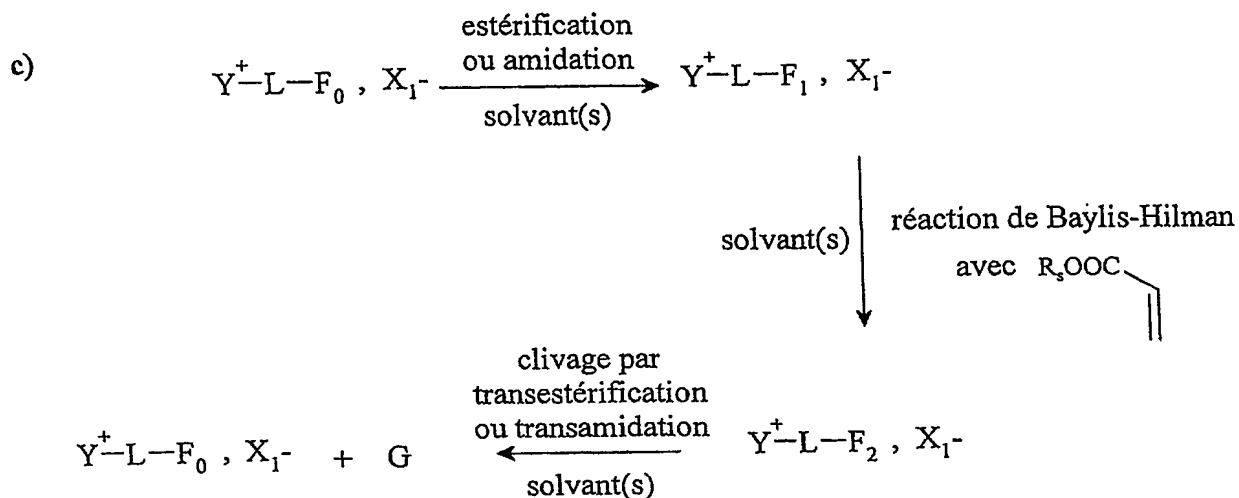 c)
estérification
ou amidation
Y⁺–L–F₀ , X₁-
solvant(s)
Y⁺–L–F₁ , X₁-
solvant(s)
réaction de Baylis-Hilman
avec RₛOOC
clivage par
transestérification
ou transamidation
Y⁺–L–F₀ , X₁- + G
solvant(s)
Y⁺–L–F₂ , X₁-